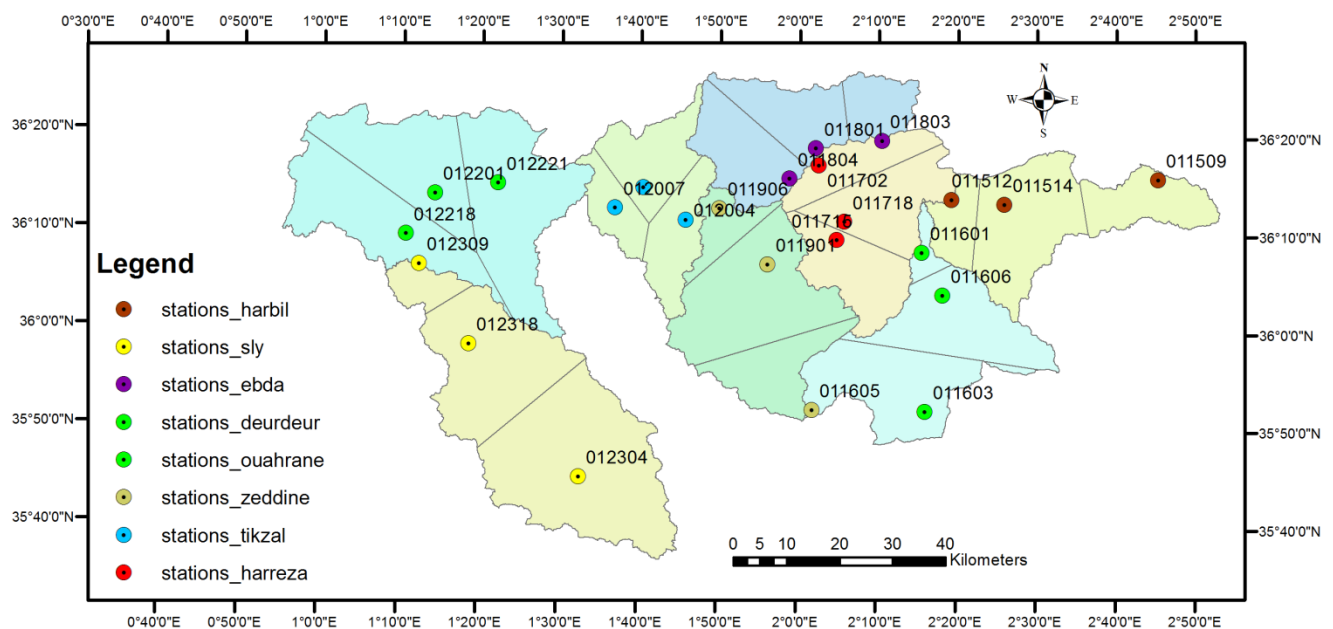 0°30'0"E 0°40'0"E 0°50'0"E 1°0'0"E 1°10'0"E 1°20'0"E 1°30'0"E 1°40'0"E 1°50'0"E 2°0'0"E 2°10'0"E 2°20'0"E 2°30'0"E 2°40'0"E 2°50'0"E
N
W E
S
36°20'0"N
36°20'0"N
011801
011803
011804
012201
012221
011702
011509
012007
011906
011512
011514
36°10'0"N
36°10'0"N
012218
012004
011715
011718
012309
011901
011601
011606
Legend
stations_harbil
stations_sly
stations_ebda
stations_deurdeur
stations_ouahrane
stations_zeddine
stations_tikzal
stations_harreza
36°0'0"N
36°0'0"N
012318
011605
011603
35°50'0"N
35°50'0"N
012304
35°40'0"N
35°40'0"N
0 5 10 20 30 40
Kilometers
0°40'0"E 0°50'0"E 1°0'0"E 1°10'0"E 1°20'0"E 1°30'0"E 1°40'0"E 1°50'0"E 2°0'0"E 2°10'0"E 2°20'0"E 2°30'0"E 2°40'0"E 2°50'0"E